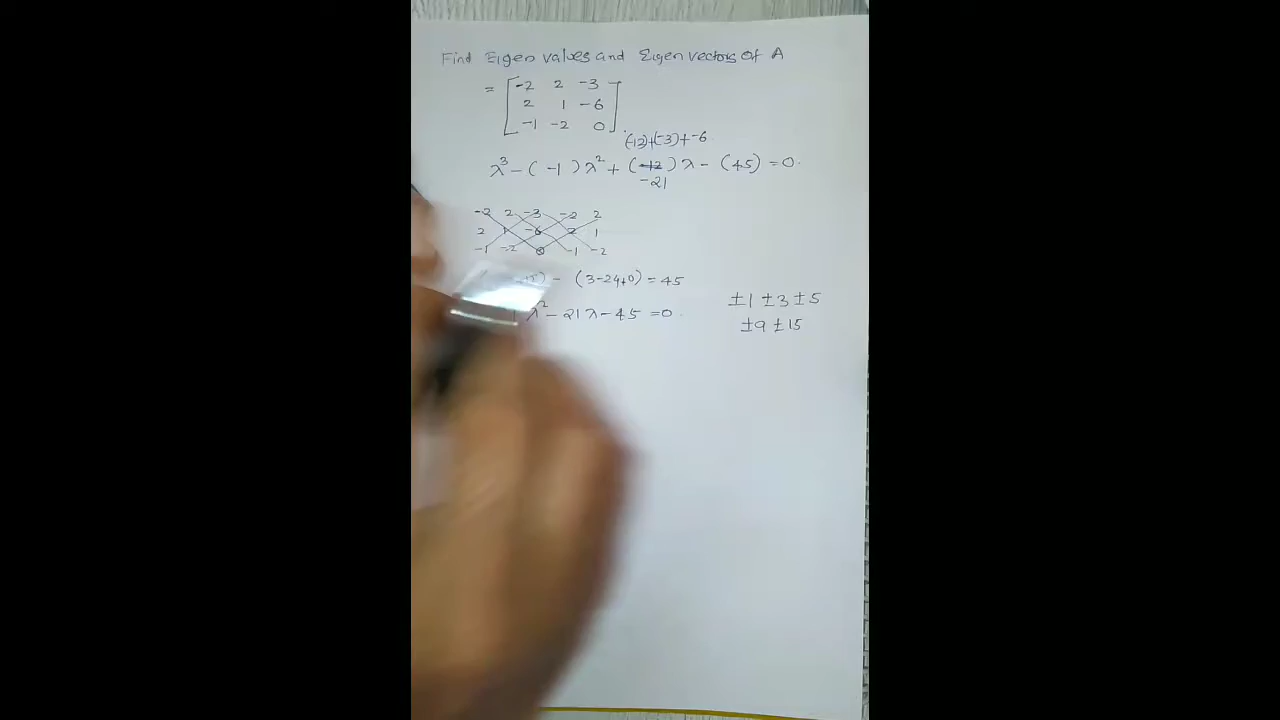 Find Eigen values and Eigen vectors of A
= [ -2 2 -3
2 1 -6
-1 -2 0 ].
(-12)+(-3)+-6
λ³ - (-1) λ² + (-12) λ - (45) = 0.
-21
-2 2 -3 -2 2
2 1 -6 2 1
-1 -2 0 -1 -2
- (3-24+0) = 45
λ² - 21λ - 45 = 0.
±1 ±3 ±5
±9 ±15